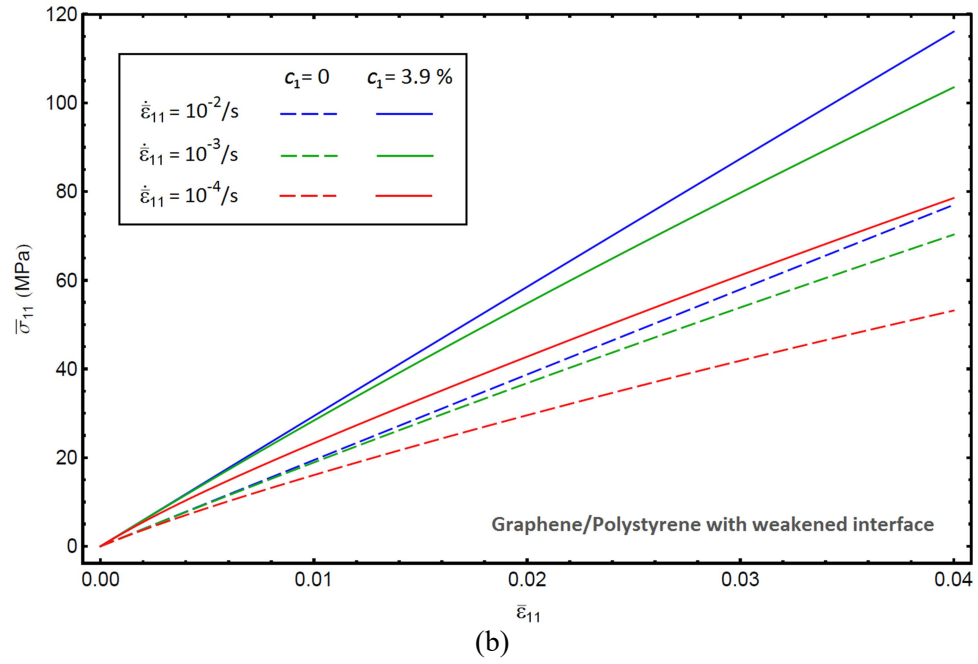 120
100
80
60
40
20
0
σ̅₁₁ (MPa)
c₁= 0 c₁= 3.9 %
ε̅̇₁₁ = 10⁻²/s
ε̅̇₁₁ = 10⁻³/s
ε̅̇₁₁ = 10⁻⁴/s
Graphene/Polystyrene with weakened interface
0.00 0.01 0.02 0.03 0.04
ε̅₁₁
(b)